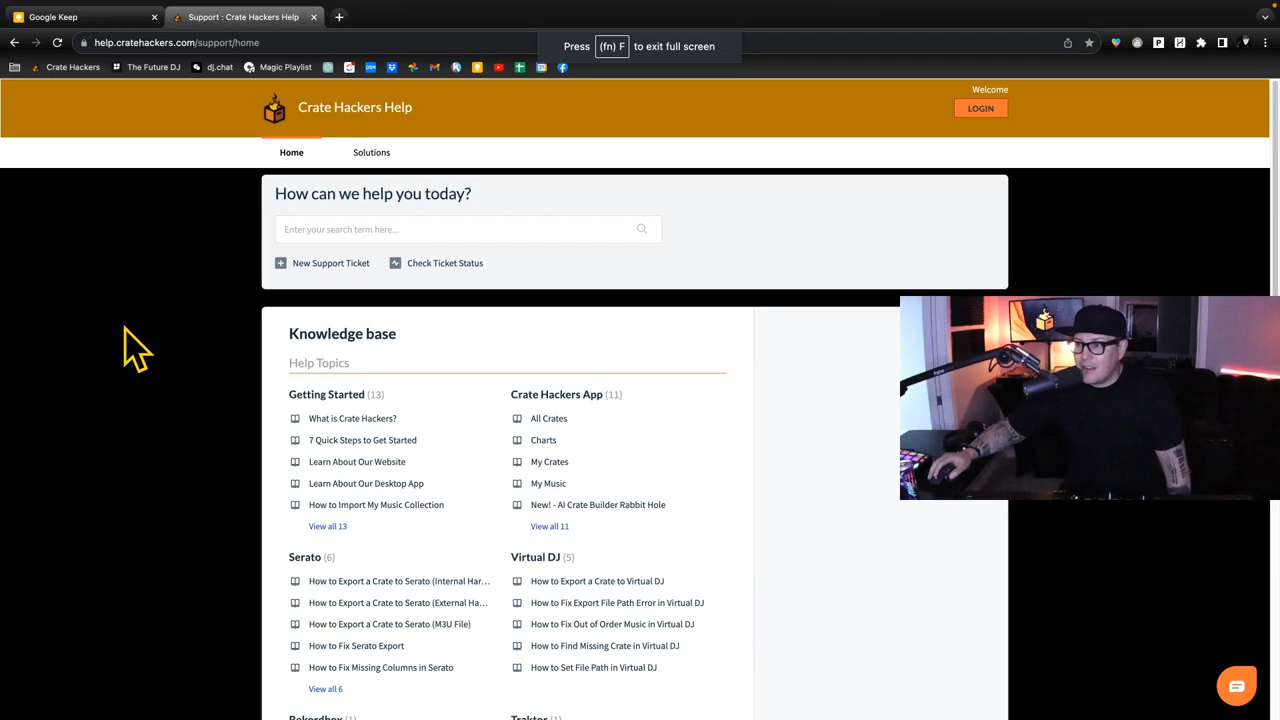 Google Keep
Support : Crate Hackers Help
help.cratehackers.com/support/home
Press (fn) F to exit full screen
Crate Hackers
The Future DJ
dj.chat
Magic Playlist
Welcome
LOGIN
Crate Hackers Help
Home
Solutions
How can we help you today?
Enter your search term here...
New Support Ticket
Check Ticket Status
Knowledge base
Help Topics
Getting Started (13)
What is Crate Hackers?
7 Quick Steps to Get Started
Learn About Our Website
Learn About Our Desktop App
How to Import My Music Collection
View all 13
Crate Hackers App (11)
All Crates
Charts
My Crates
My Music
New! - AI Crate Builder Rabbit Hole
View all 11
Serato (6)
How to Export a Crate to Serato (Internal Har...
How to Export a Crate to Serato (External Ha...
How to Export a Crate to Serato (M3U File)
How to Fix Serato Export
How to Fix Missing Columns in Serato
View all 6
Virtual DJ (5)
How to Export a Crate to Virtual DJ
How to Fix Export File Path Error in Virtual DJ
How to Fix Out of Order Music in Virtual DJ
How to Find Missing Crate in Virtual DJ
How to Set File Path in Virtual DJ
Rekordbox (1)
Traktor (1)